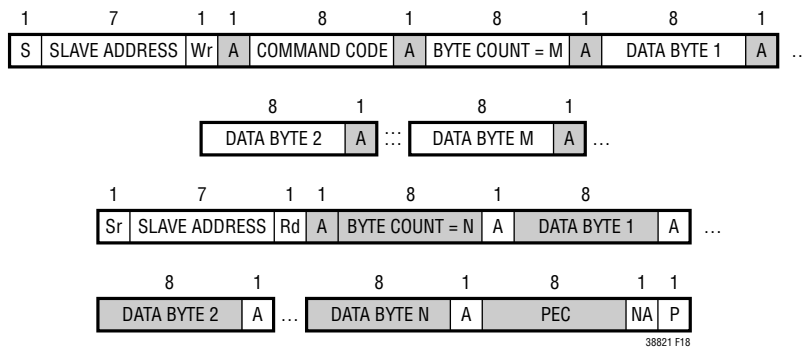 1 7 1 1 8 1 8 1 8 1
S SLAVE ADDRESS Wr A COMMAND CODE A BYTE COUNT = M A DATA BYTE 1 A ..
8 1 8 1
DATA BYTE 2 A ... DATA BYTE M A ...
1 7 1 1 8 1 8 1
Sr SLAVE ADDRESS Rd A BYTE COUNT = N A DATA BYTE 1 A ...
8 1 8 1 8 1 1
DATA BYTE 2 A ... DATA BYTE N A PEC NA P
38821 F18